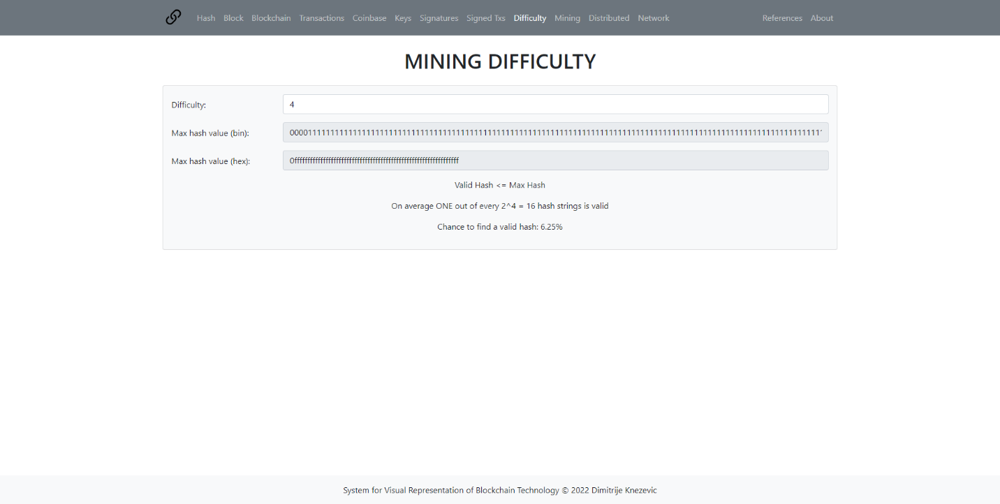 Hash Block Blockchain Transactions Coinbase Keys Signatures Signed Txs Difficulty Mining Distributed Network References About
MINING DIFFICULTY
Difficulty: 4
Max hash value (bin): 0000111111111111111111111111111111111111111111111111111111111111111111111111111111111111111111111111111111111111111111
Max hash value (hex): 0fffffffffffffffffffffffffffffffffffffffffffffffffffffffffffffff
Valid Hash <= Max Hash
On average ONE out of every 2^4 = 16 hash strings is valid
Chance to find a valid hash: 6.25%
System for Visual Representation of Blockchain Technology © 2022 Dimitrije Knezevic